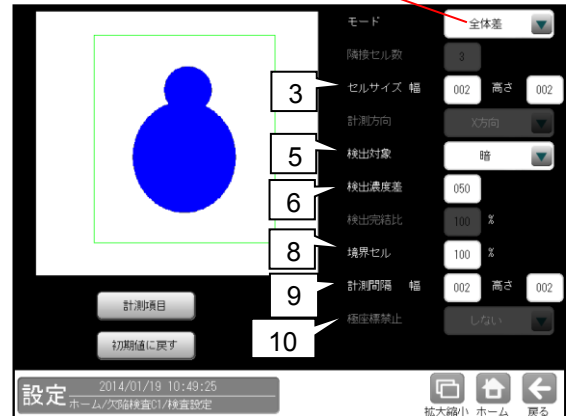 モード 全体差
隣接セル数 3
3 セルサイズ 幅 002 高さ 002
計測方向 X方向
5 検出対象 暗
6 検出濃度差 050
検出完結比 100 %
8 境界セル 100 %
9 計測間隔 幅 002 高さ 002
10 極座標禁止 しない
計測項目
初期値に戻す
設定 2014/01/19 10:49:25
ホーム/欠陥検査C1/検査設定
拡大縮小 ホーム 戻る